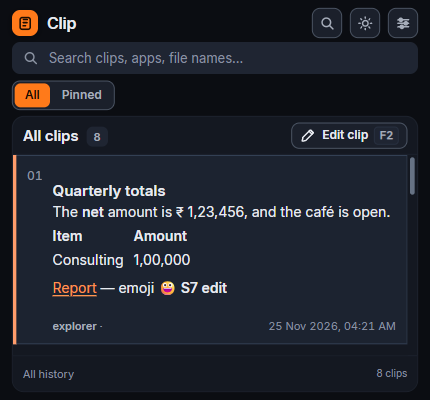 Clip
Search clips, apps, file names...
All Pinned
All clips 8 Edit clip F2
01
Quarterly totals
The net amount is ₹ 1,23,456, and the café is open.
Item Amount
Consulting 1,00,000
Report — emoji 😀 S7 edit
explorer ·
25 Nov 2026, 04:21 AM
All history 8 clips